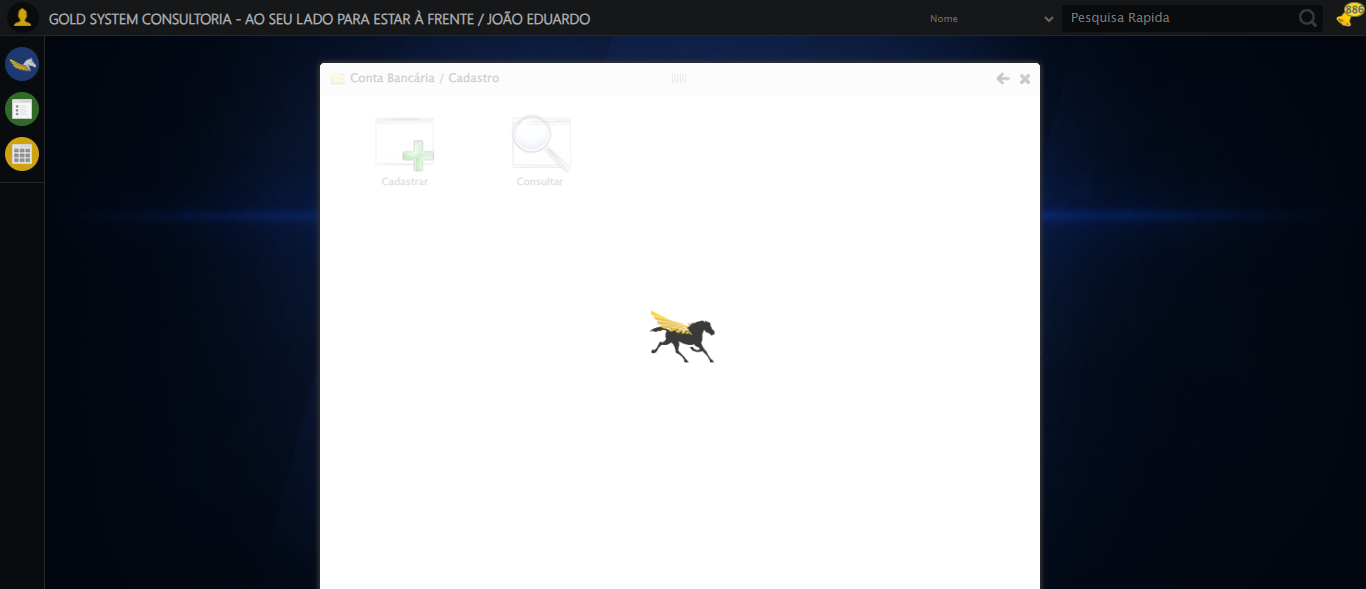 GOLD SYSTEM CONSULTORIA - AO SEU LADO PARA ESTAR À FRENTE / JOÃO EDUARDO
Nome
Pesquisa Rapida
886
Conta Bancária / Cadastro
Cadastrar
Consultar